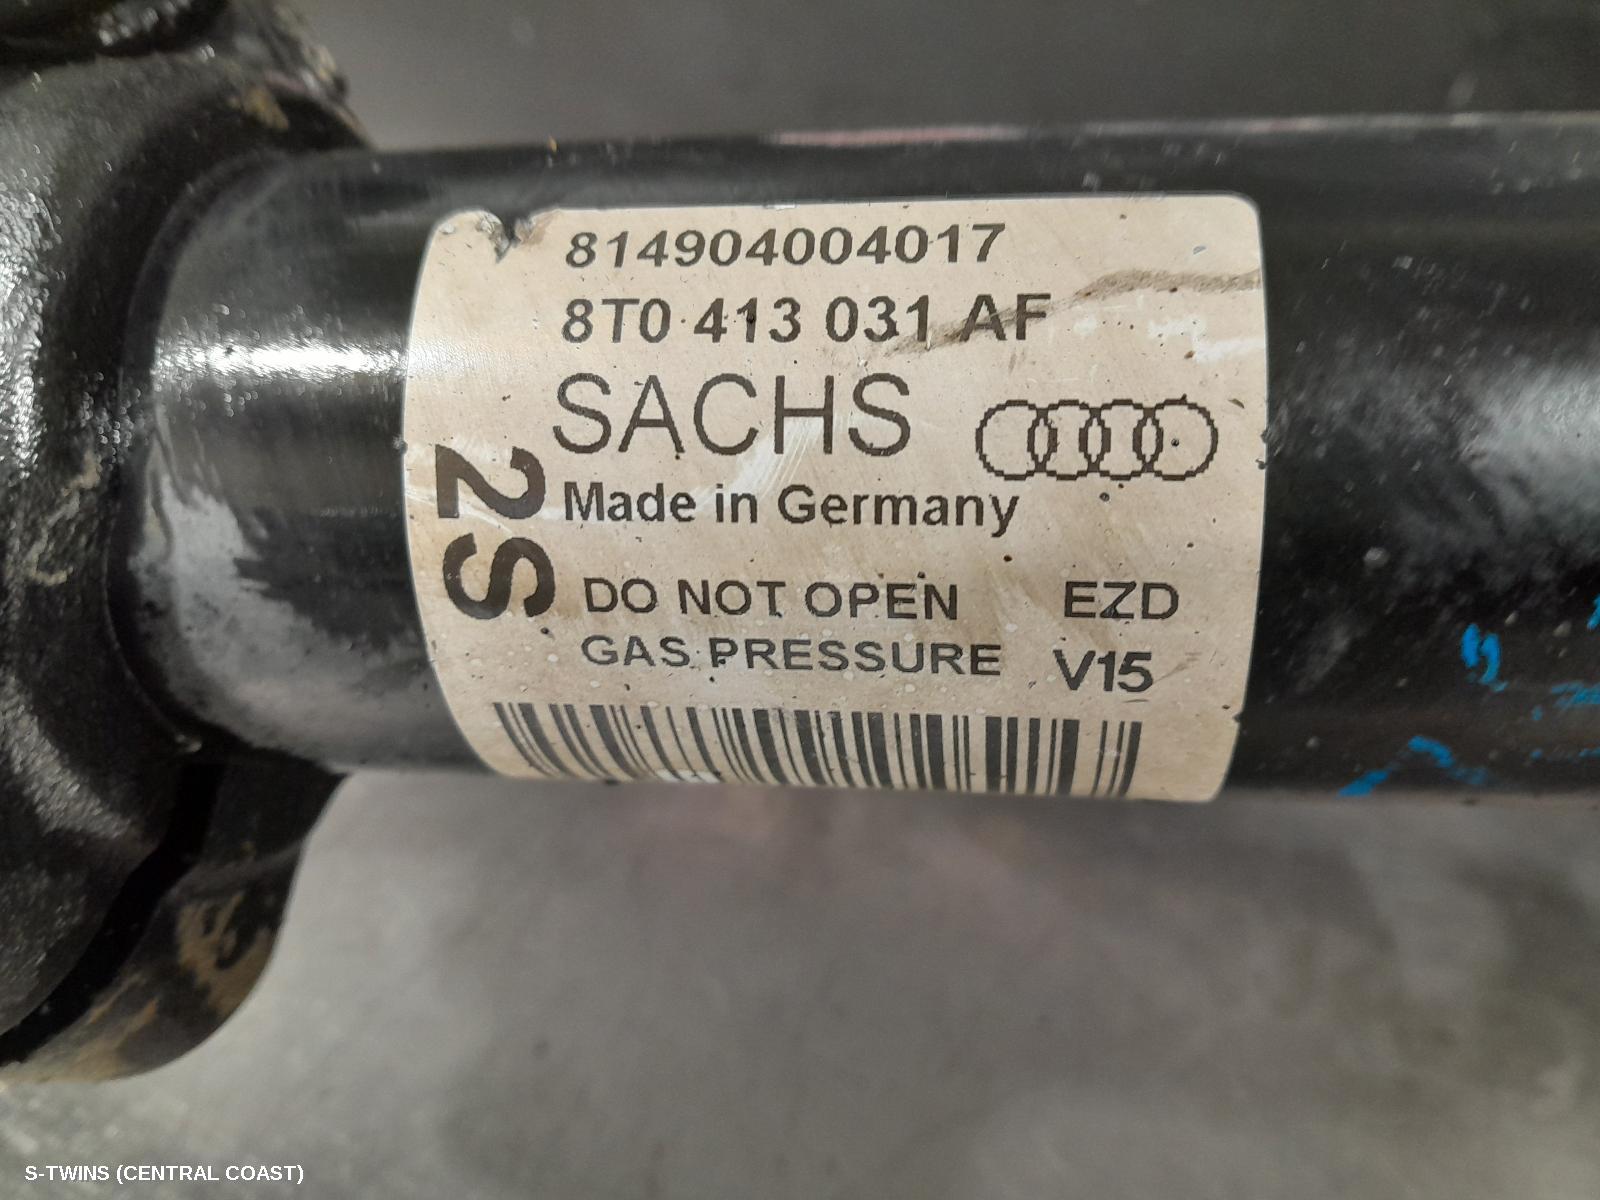 814904004017
8T0 413 031 AF
SACHS
2S
Made in Germany
DO NOT OPEN EZD
GAS PRESSURE V15
S-TWINS (CENTRAL COAST)